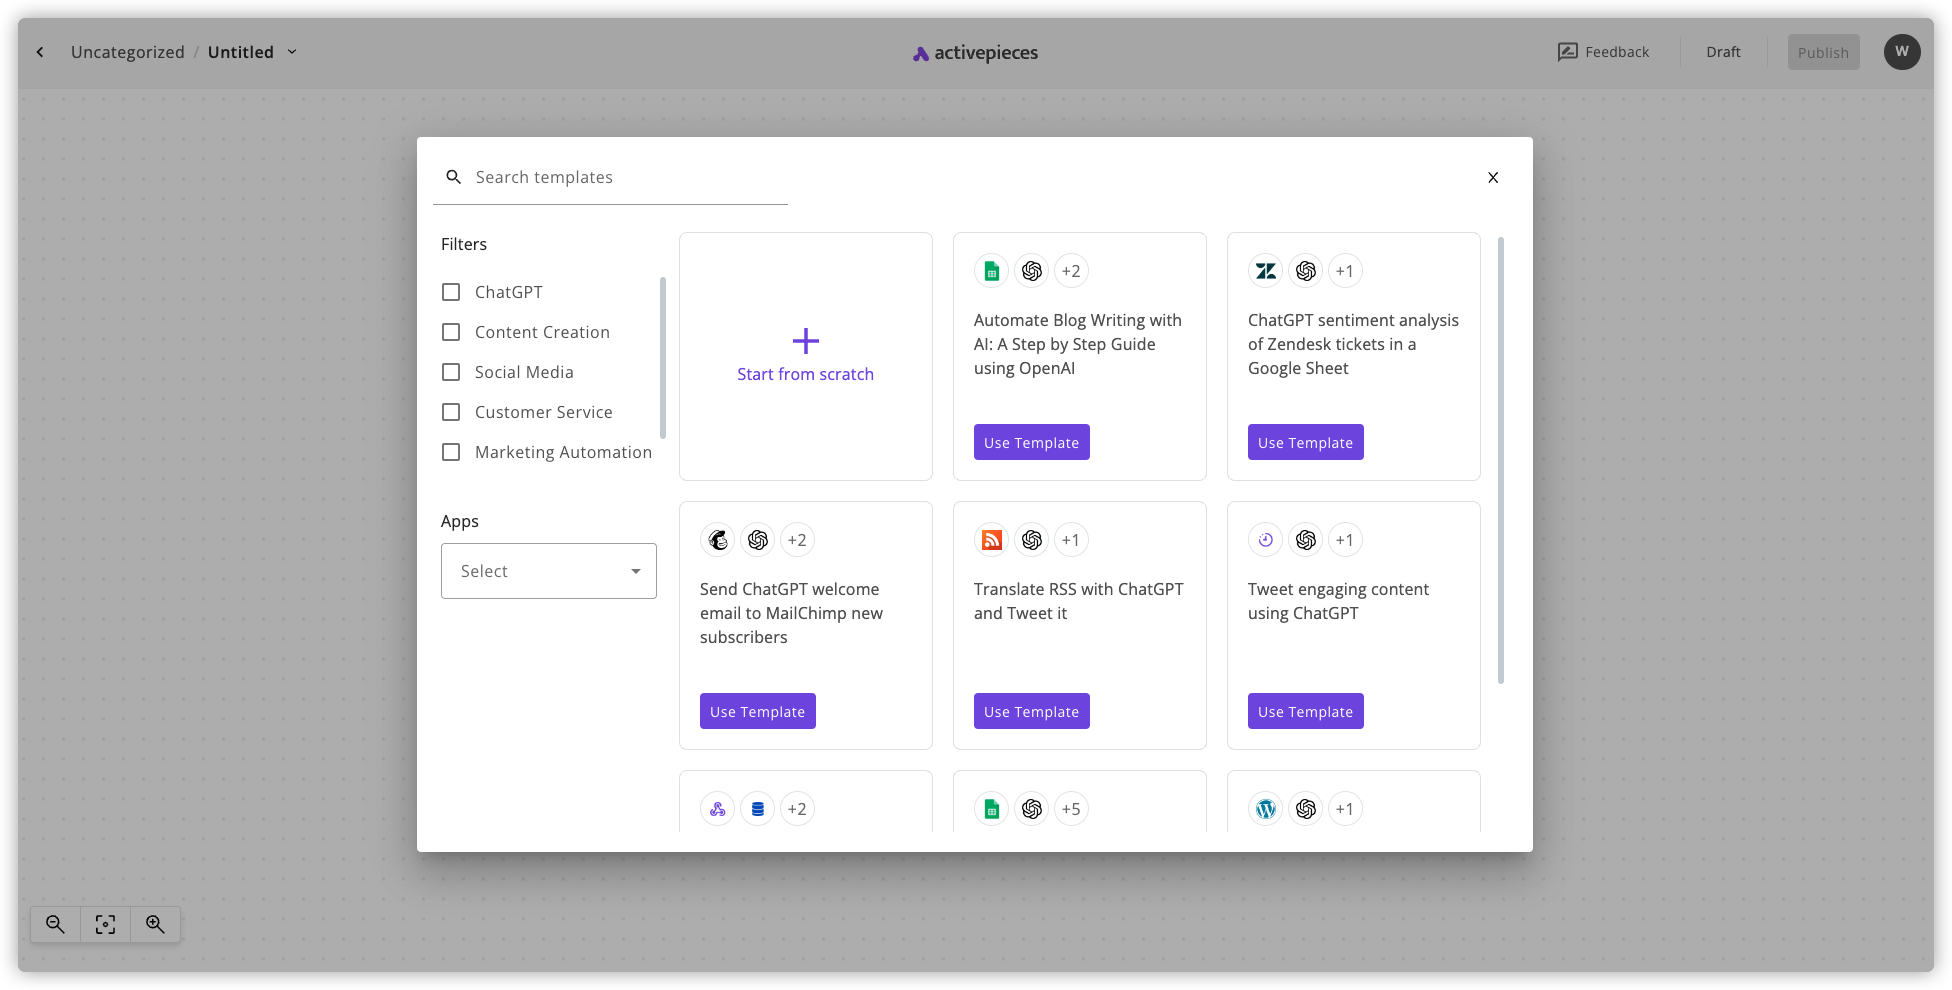 Uncategorized / Untitled
activepieces
Feedback
Draft
Publish
W
Search templates
X
Filters
ChatGPT
Content Creation
Social Media
Customer Service
Marketing Automation
Apps
Select
Start from scratch
+2
Automate Blog Writing with
AI: A Step by Step Guide
using OpenAI
Use Template
+1
ChatGPT sentiment analysis
of Zendesk tickets in a
Google Sheet
Use Template
+2
Send ChatGPT welcome
email to MailChimp new
subscribers
Use Template
+1
Translate RSS with ChatGPT
and Tweet it
Use Template
+1
Tweet engaging content
using ChatGPT
Use Template
+2
+5
+1